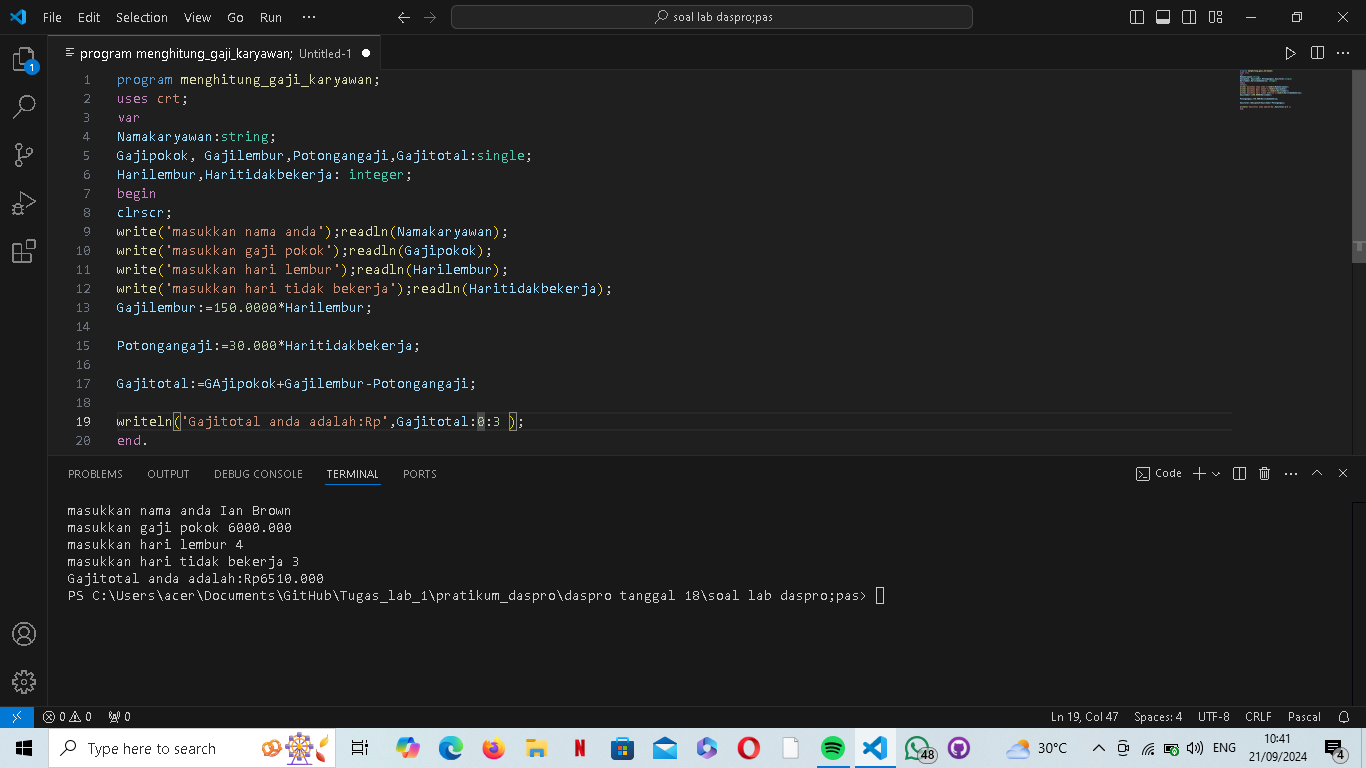 File Edit Selection View Go Run ··· soal lab daspro;pas
program menghitung_gaji_karyawan; Untitled-1
1 program menghitung_gaji_karyawan;
2 uses crt;
3 var
4 Namakaryawan:string;
5 Gajipokok, Gajilembur,Potongangaji,Gajitotal:single;
6 Harilembur,Haritidakbekerja: integer;
7 begin
8 clrscr;
9 write('masukkan nama anda');readln(Namakaryawan);
10 write('masukkan gaji pokok');readln(Gajipokok);
11 write('masukkan hari lembur');readln(Harilembur);
12 write('masukkan hari tidak bekerja');readln(Haritidakbekerja);
13 Gajilembur:=150.0000*Harilembur;
14
15 Potongangaji:=30.000*Haritidakbekerja;
16
17 Gajitotal:=GAjipokok+Gajilembur-Potongangaji;
18
19 writeln('Gajitotal anda adalah:Rp',Gajitotal:0:3 );
20 end.
1
PROBLEMS OUTPUT DEBUG CONSOLE TERMINAL PORTS Code
masukkan nama anda Ian Brown
masukkan gaji pokok 6000.000
masukkan hari lembur 4
masukkan hari tidak bekerja 3
Gajitotal anda adalah:Rp6510.000
PS C:\Users\acer\Documents\GitHub\Tugas_lab_1\pratikum_daspro\daspro tanggal 18\soal lab daspro;pas>
0 0 0 Ln 19, Col 47 Spaces: 4 UTF-8 CRLF Pascal
Type here to search N 48 30°C ENG 10:41
21/09/2024 4